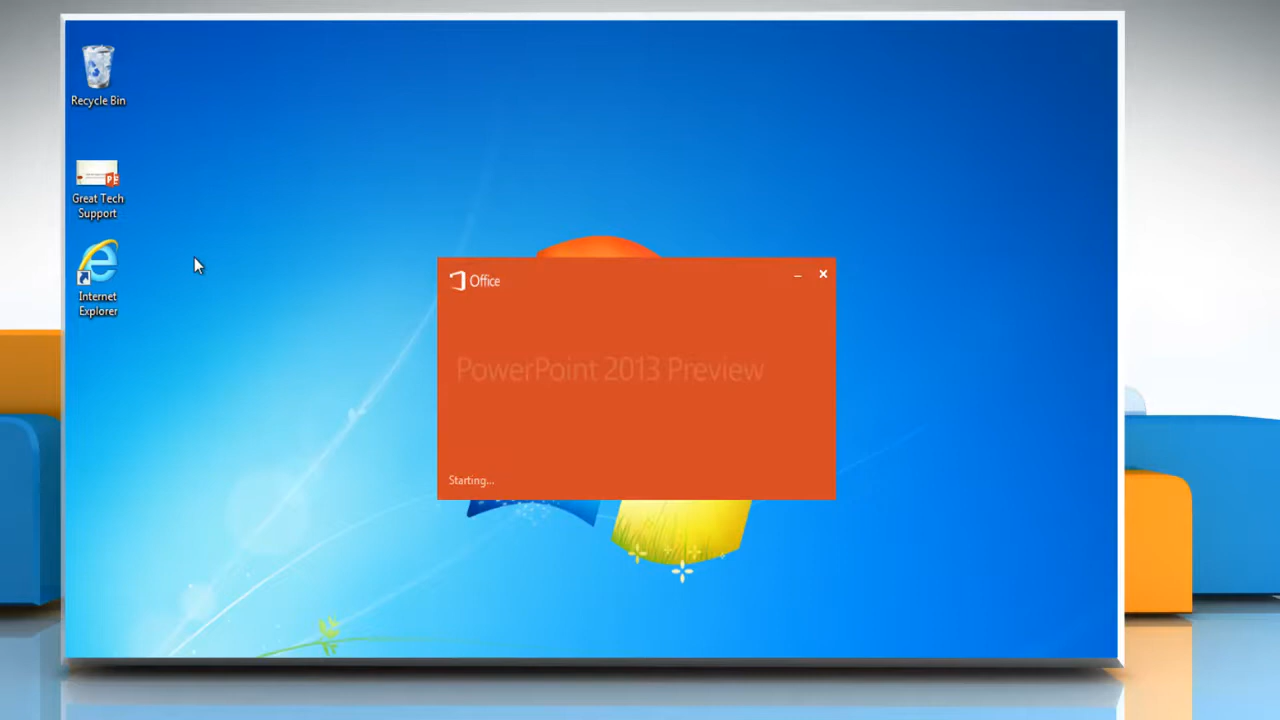 Recycle Bin
Great Tech
Support
Internet
Explorer
Office
PowerPoint 2013 Preview
Starting...